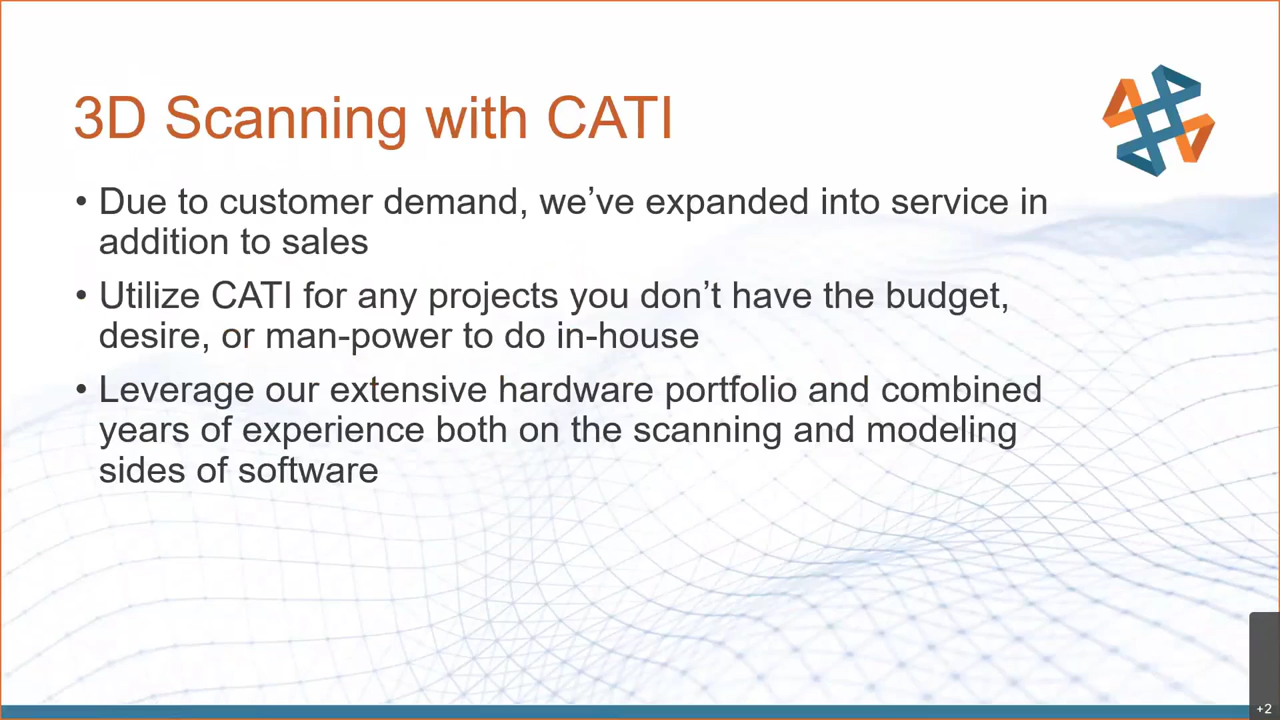 3D Scanning with CATI
• Due to customer demand, we’ve expanded into service in
addition to sales
• Utilize CATI for any projects you don’t have the budget,
desire, or man-power to do in-house
• Leverage our extensive hardware portfolio and combined
years of experience both on the scanning and modeling
sides of software
+2